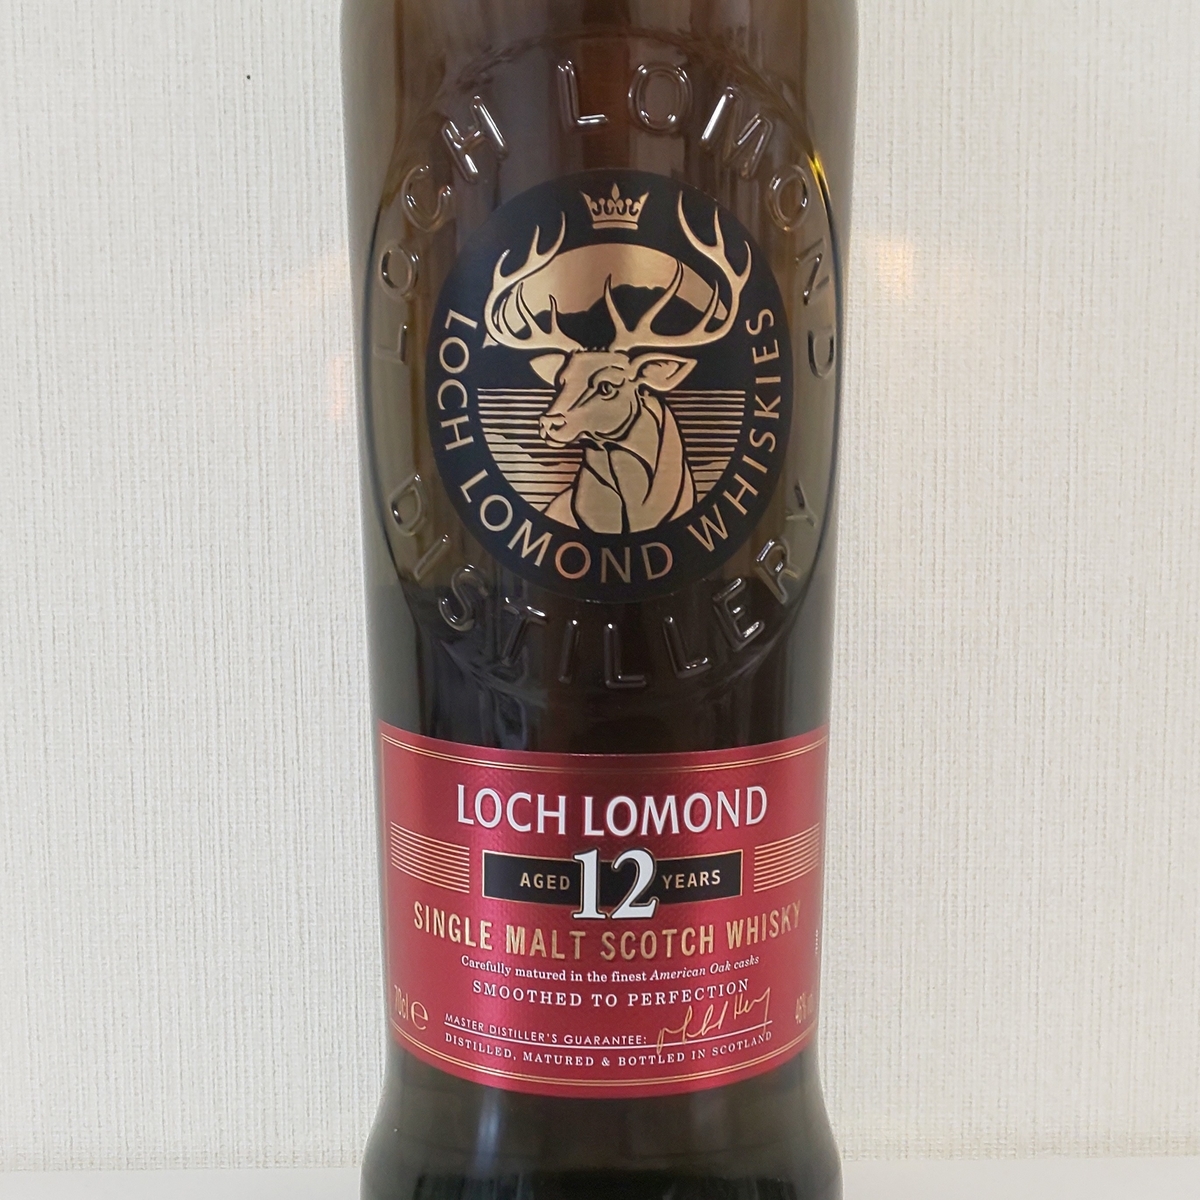 LOCH LOMOND
DISTILLERY
LOCH LOMOND WHISKIES
LOCH LOMOND
AGED 12 YEARS
SINGLE MALT SCOTCH WHISKY
Carefully matured in the finest American Oak casks
SMOOTHED TO PERFECTION
70cl e
46%
MASTER DISTILLER'S GUARANTEE:
DISTILLED, MATURED & BOTTLED IN SCOTLAND